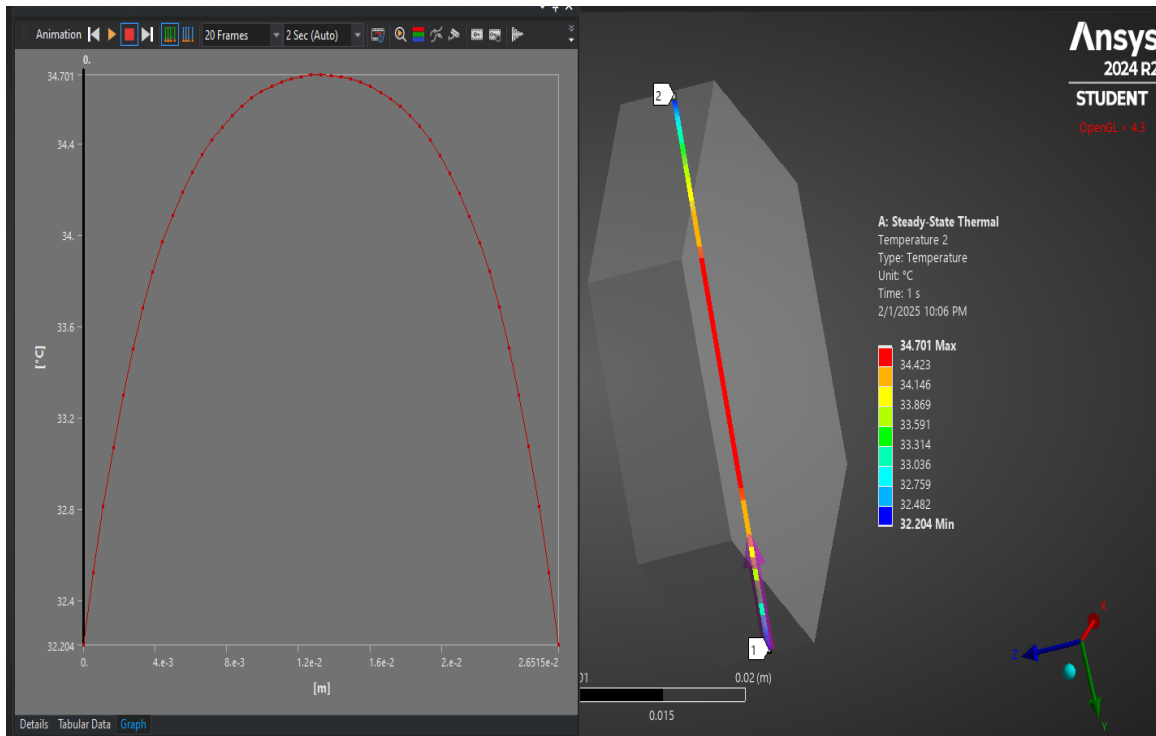 Animation 20 Frames 2 Sec (Auto)
0.
34.701
34.4
34.
33.6
33.2
32.8
32.4
32.204
[°C]
0. 4.e-3 8.e-3 1.2e-2 1.6e-2 2.e-2 2.6515e-2
[m]
Details Tabular Data Graph
2
1
Ansys
2024 R2
STUDENT
OpenGL < 4.3
A: Steady-State Thermal
Temperature 2
Type: Temperature
Unit: °C
Time: 1 s
2/1/2025 10:06 PM
34.701 Max
34.423
34.146
33.869
33.591
33.314
33.036
32.759
32.482
32.204 Min
01 0.02 (m)
0.015
X
Z
Y